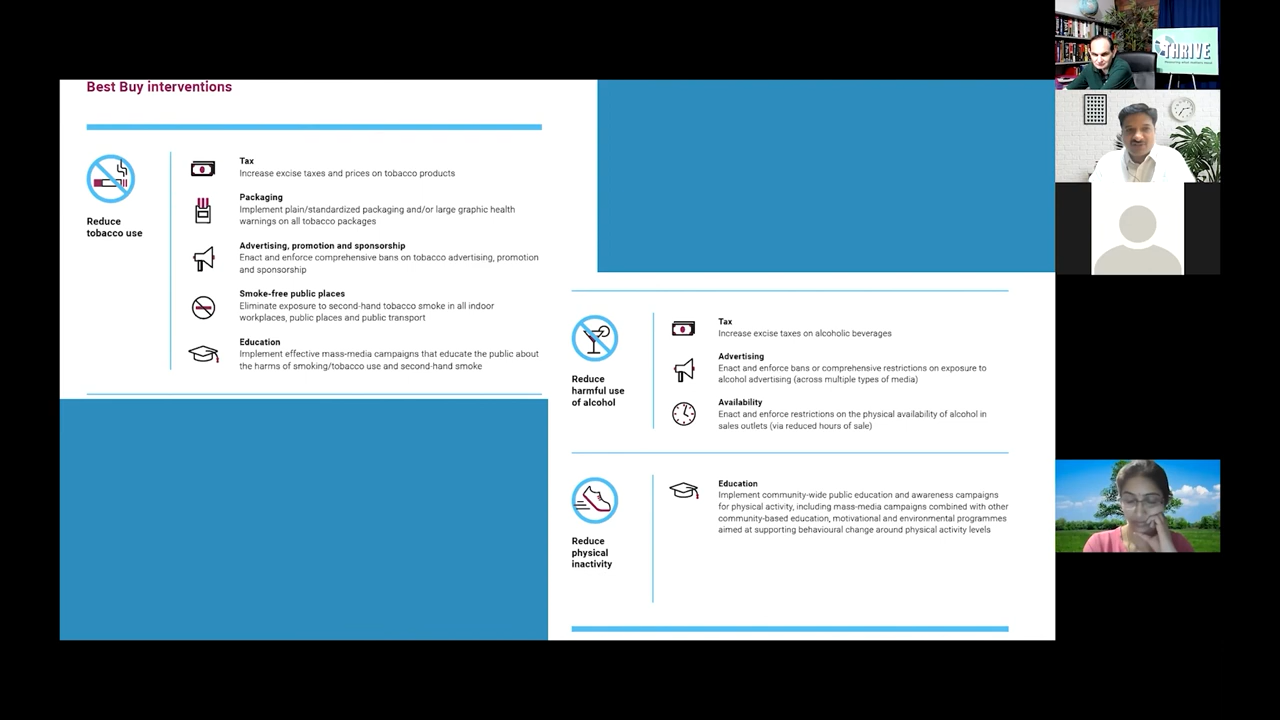 Best Buy interventions
Reduce
tobacco use
Tax
Increase excise taxes and prices on tobacco products
Packaging
Implement plain/standardized packaging and/or large graphic health
warnings on all tobacco packages
Advertising, promotion and sponsorship
Enact and enforce comprehensive bans on tobacco advertising, promotion
and sponsorship
Smoke-free public places
Eliminate exposure to second-hand tobacco smoke in all indoor
workplaces, public places and public transport
Education
Implement effective mass-media campaigns that educate the public about
the harms of smoking/tobacco use and second-hand smoke
Reduce
harmful use
of alcohol
Tax
Increase excise taxes on alcoholic beverages
Advertising
Enact and enforce bans or comprehensive restrictions on exposure to
alcohol advertising (across multiple types of media)
Availability
Enact and enforce restrictions on the physical availability of alcohol in
sales outlets (via reduced hours of sale)
Reduce
physical
inactivity
Education
Implement community-wide public education and awareness campaigns
for physical activity, including mass-media campaigns combined with other
community-based education, motivational and environmental programmes
aimed at supporting behavioural change around physical activity levels
THRIVE